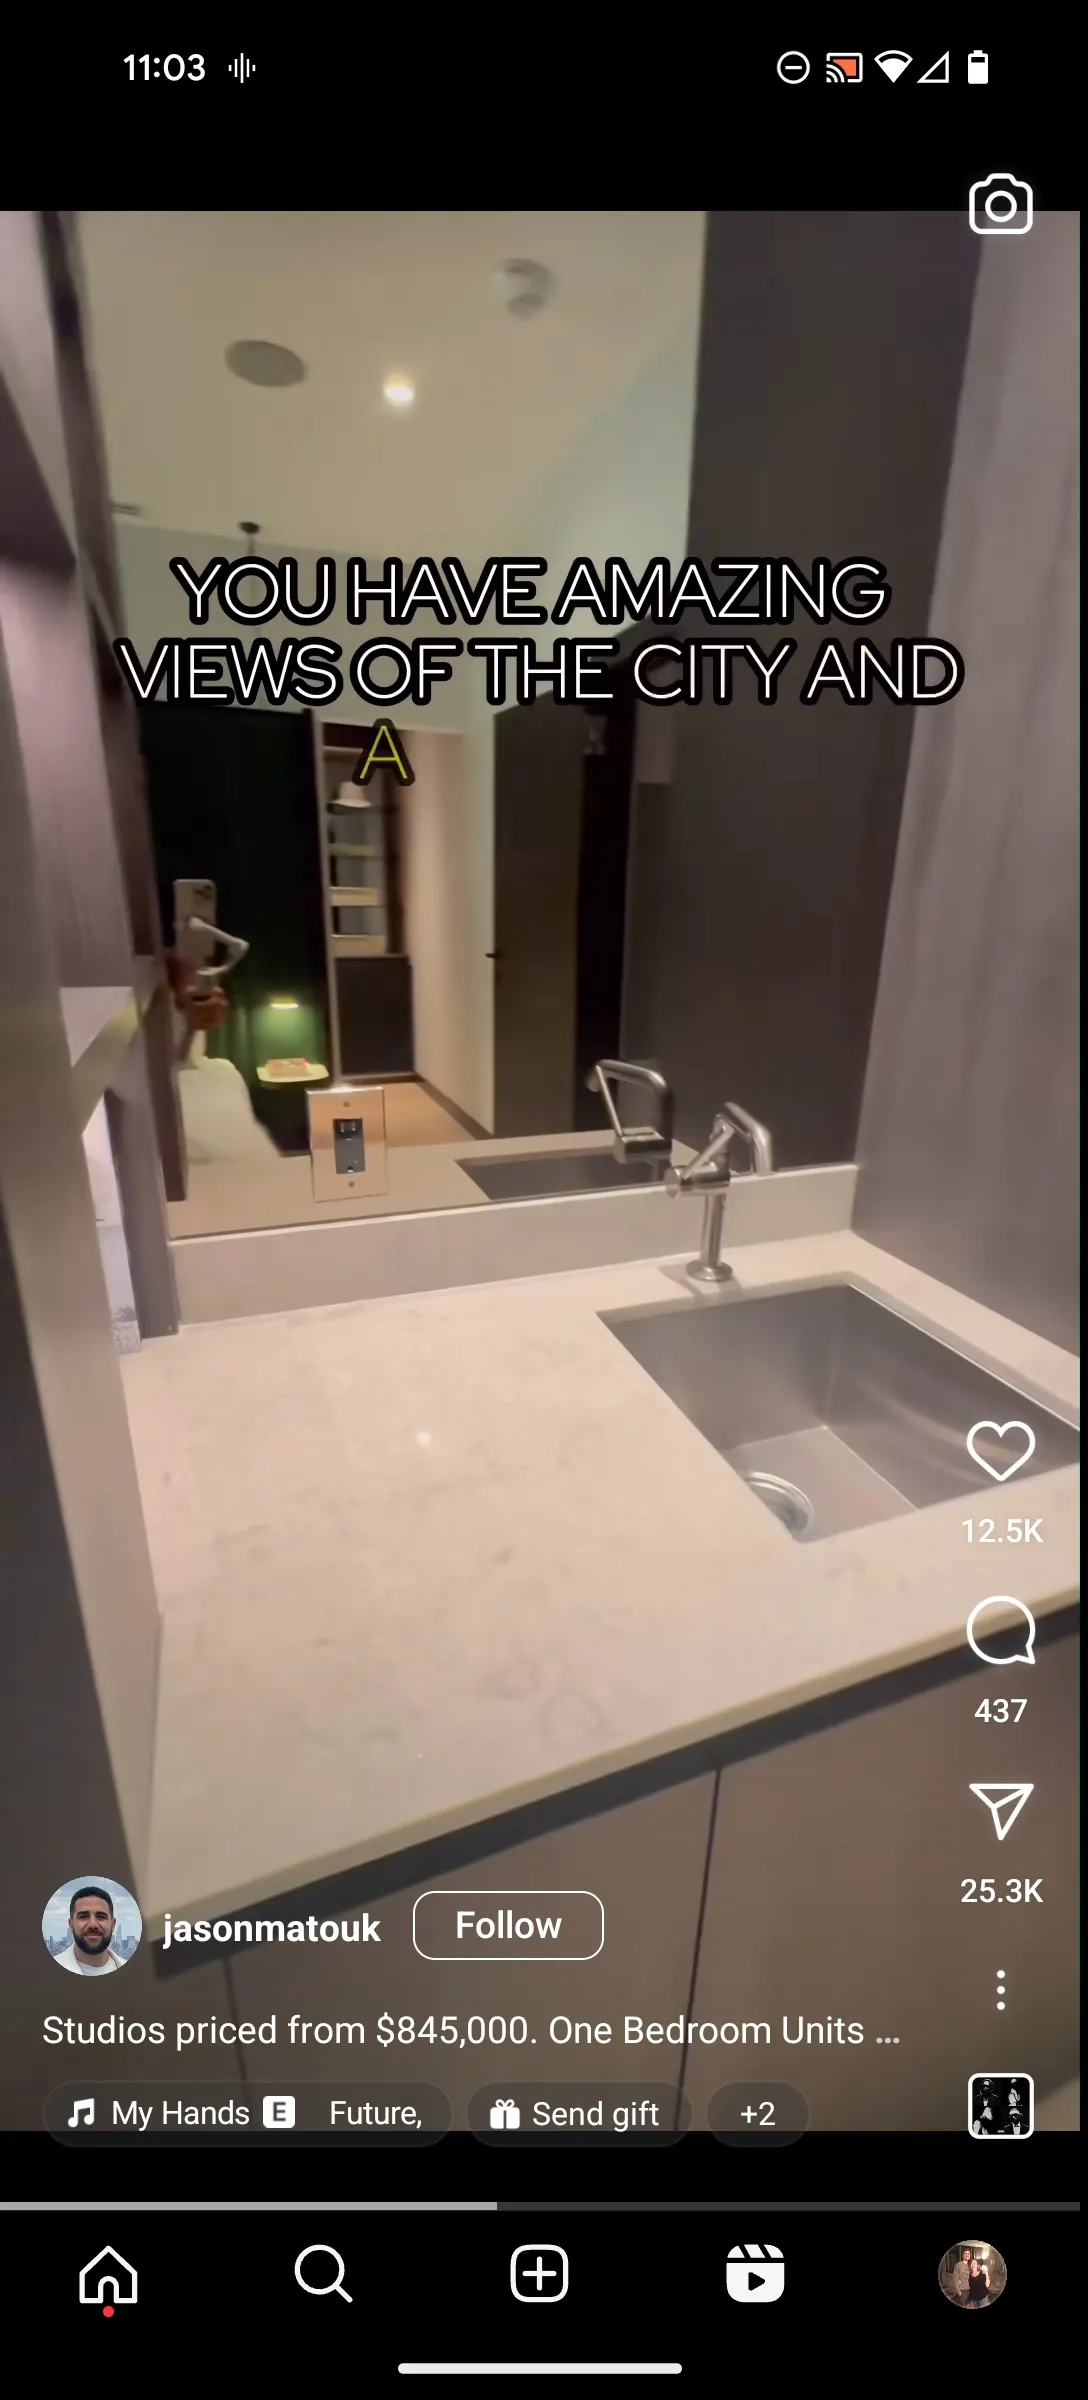 11:03
YOU HAVE AMAZING
VIEWS OF THE CITY AND
A
12.5K
437
25.3K
jasonmatouk
Follow
Studios priced from $845,000. One Bedroom Units ...
My Hands E Future,
Send gift
+2